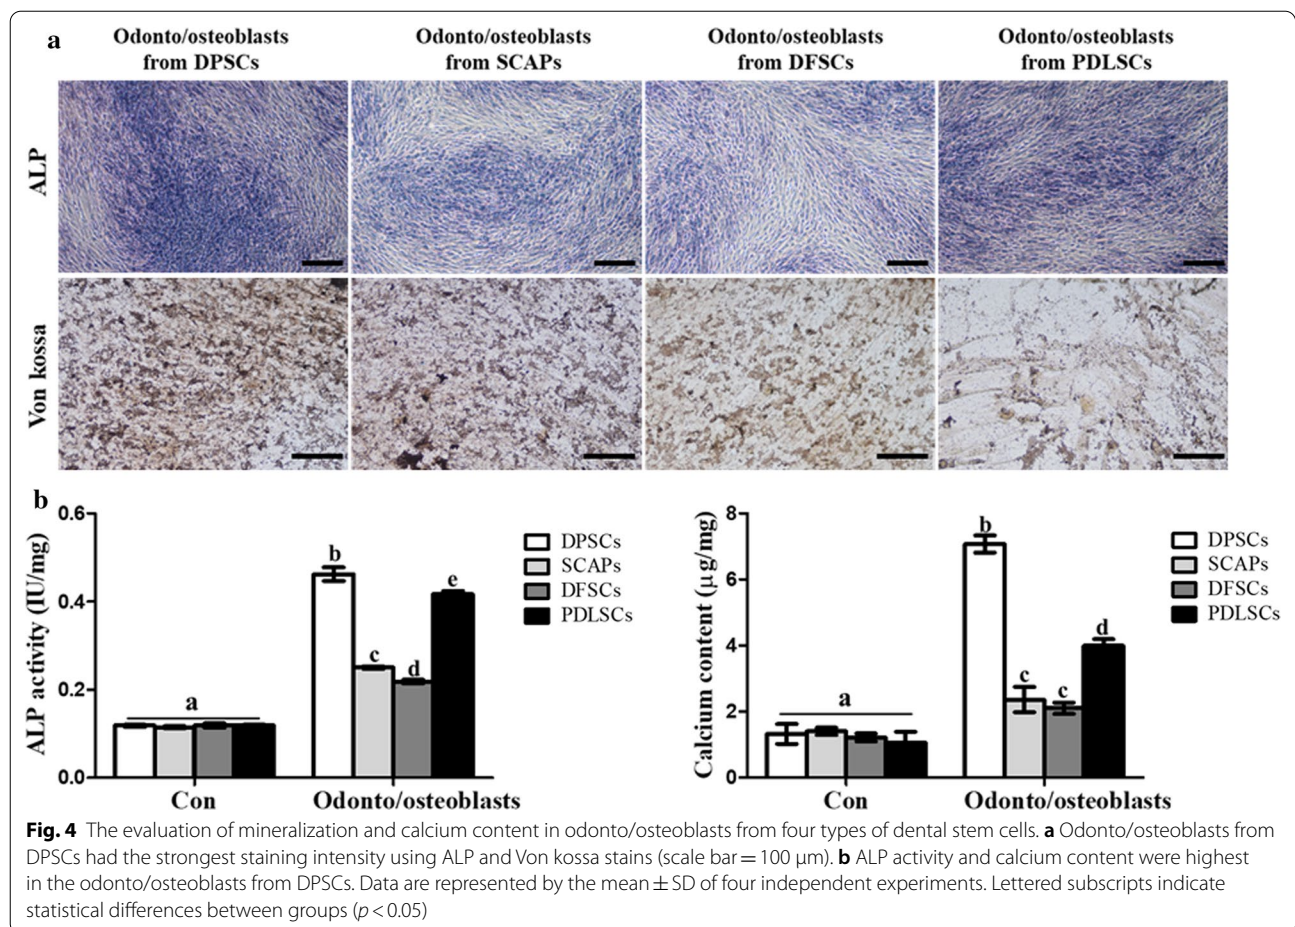 a
Odonto/osteoblasts
from DPSCs
Odonto/osteoblasts
from SCAPs
Odonto/osteoblasts
from DFSCs
Odonto/osteoblasts
from PDLSCs
ALP
Von kossa
b
ALP activity (IU/mg)
0.6
0.4
0.2
0.0
a
b
c
d
e
Con
Odonto/osteoblasts
DPSCs
SCAPs
DFSCs
PDLSCs
Calcium content (µg/mg)
8
6
4
2
0
a
b
c
c
d
Con
Odonto/osteoblasts
DPSCs
SCAPs
DFSCs
PDLSCs
Fig. 4 The evaluation of mineralization and calcium content in odonto/osteoblasts from four types of dental stem cells. a Odonto/osteoblasts from
DPSCs had the strongest staining intensity using ALP and Von kossa stains (scale bar = 100 µm). b ALP activity and calcium content were highest
in the odonto/osteoblasts from DPSCs. Data are represented by the mean ± SD of four independent experiments. Lettered subscripts indicate
statistical differences between groups (p < 0.05)